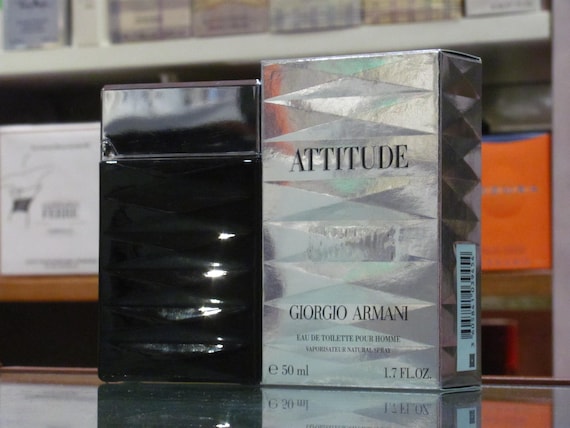 ATTITUDE
GIORGIO ARMANI
EAU DE TOILETTE POUR HOMME
VAPORISATEUR NATURAL SPRAY
℮ 50 ml 1.7 FL.OZ.